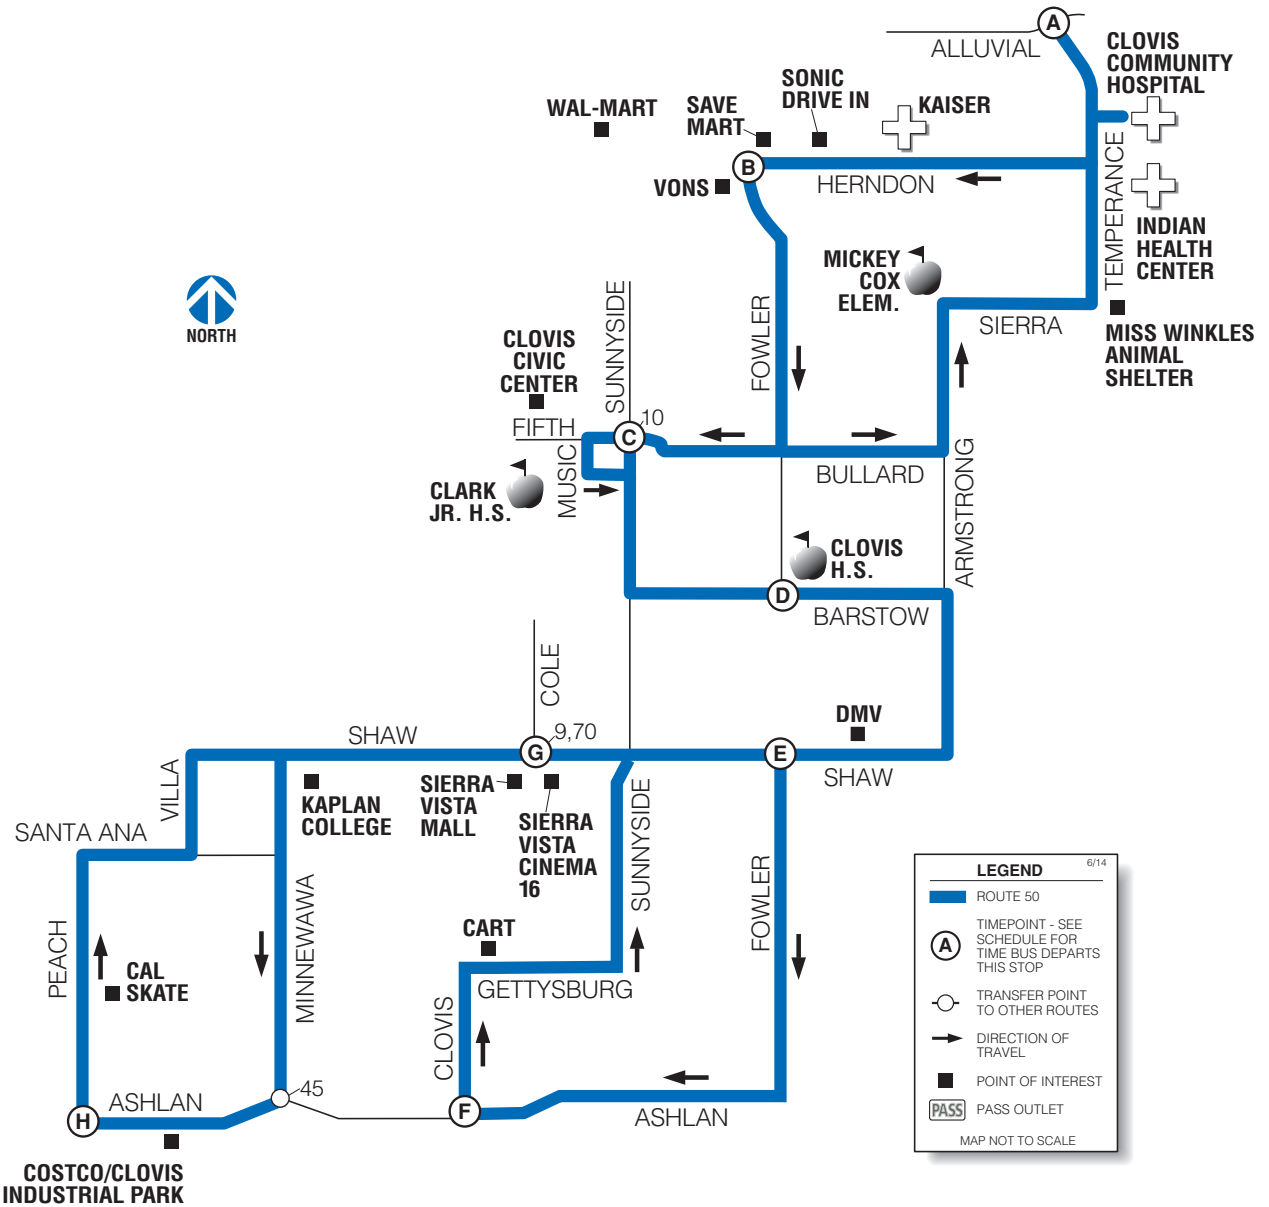 A
ALLUVIAL
CLOVIS
COMMUNITY
HOSPITAL
SONIC
DRIVE IN
KAISER
WAL-MART
SAVE
MART
B
VONS
HERNDON
TEMPERANCE
INDIAN
HEALTH
CENTER
MICKEY
COX
ELEM.
NORTH
SUNNYSIDE
FOWLER
SIERRA
MISS WINKLES
ANIMAL
SHELTER
CLOVIS
CIVIC
CENTER
10
FIFTH
C
MUSIC
BULLARD
ARMSTRONG
CLARK
JR. H.S.
CLOVIS
H.S.
D
BARSTOW
COLE
9,70
DMV
SHAW
G
E
SHAW
VILLA
KAPLAN
COLLEGE
SIERRA
VISTA
MALL
SIERRA
VISTA
CINEMA
16
SUNNYSIDE
SANTA ANA
FOWLER
MINNEWAWA
PEACH
CART
CAL
SKATE
GETTYSBURG
CLOVIS
45
ASHLAN
H
F
ASHLAN
COSTCO/CLOVIS
INDUSTRIAL PARK
6/14
LEGEND
ROUTE 50
A
TIMEPOINT - SEE
SCHEDULE FOR
TIME BUS DEPARTS
THIS STOP
TRANSFER POINT
TO OTHER ROUTES
DIRECTION OF
TRAVEL
POINT OF INTEREST
PASS
PASS OUTLET
MAP NOT TO SCALE